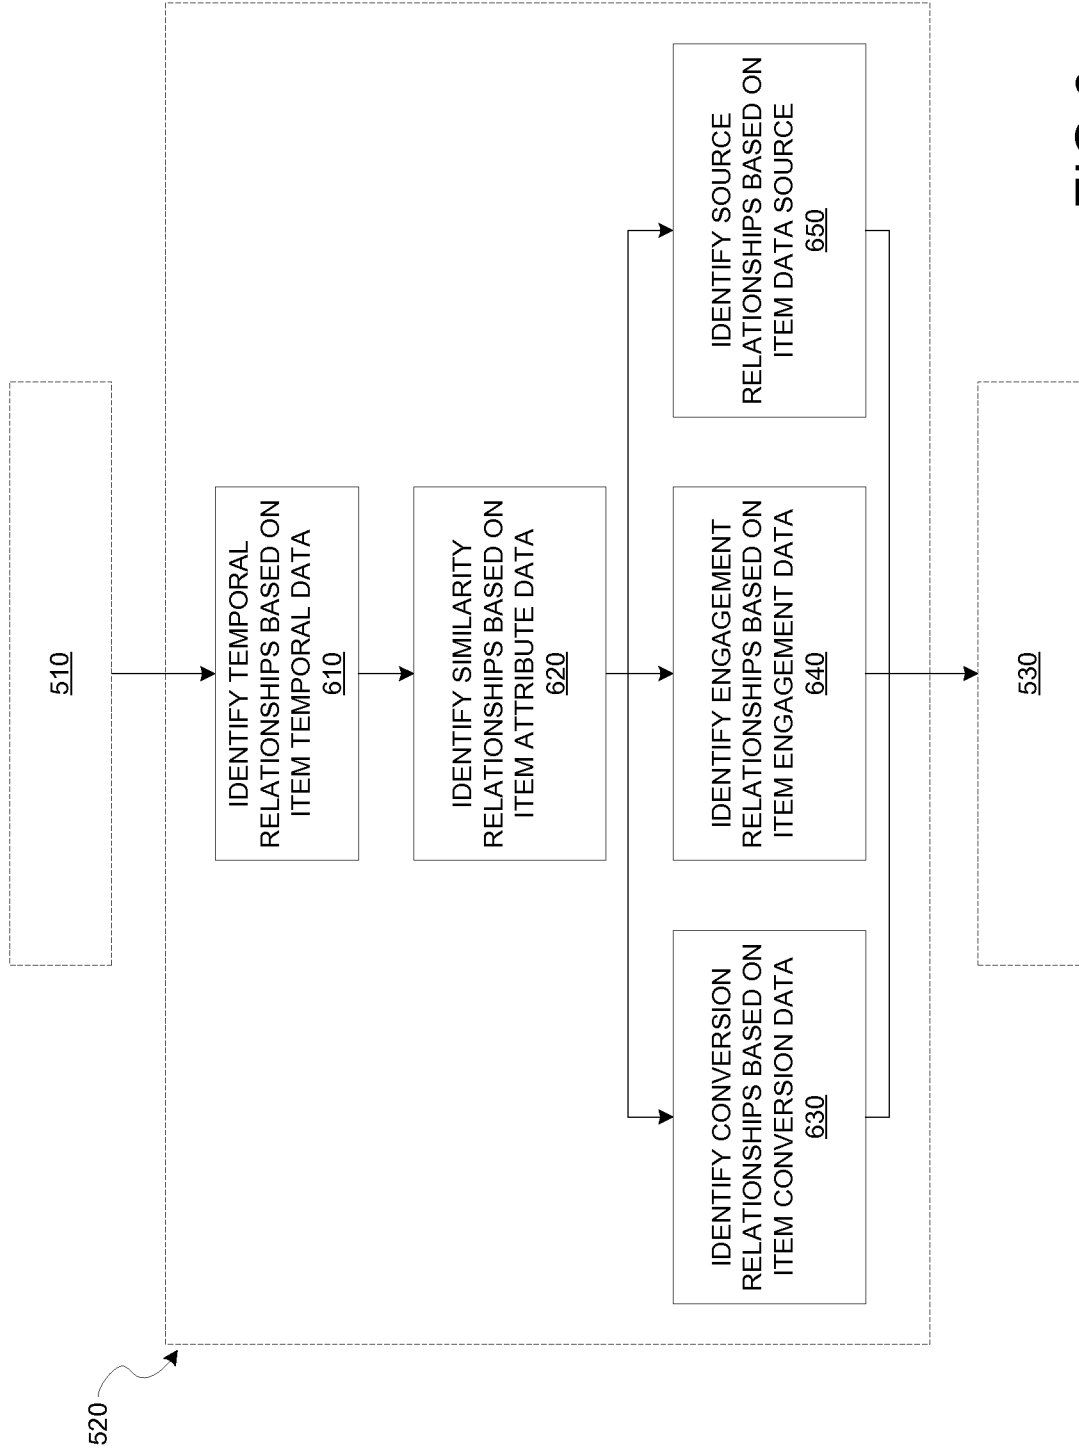 520
510
IDENTIFY TEMPORAL
RELATIONSHIPS BASED ON
ITEM TEMPORAL DATA
610
IDENTIFY SIMILARITY
RELATIONSHIPS BASED ON
ITEM ATTRIBUTE DATA
620
IDENTIFY CONVERSION
RELATIONSHIPS BASED ON
ITEM CONVERSION DATA
630
IDENTIFY ENGAGEMENT
RELATIONSHIPS BASED ON
ITEM ENGAGEMENT DATA
640
IDENTIFY SOURCE
RELATIONSHIPS BASED ON
ITEM DATA SOURCE
650
530